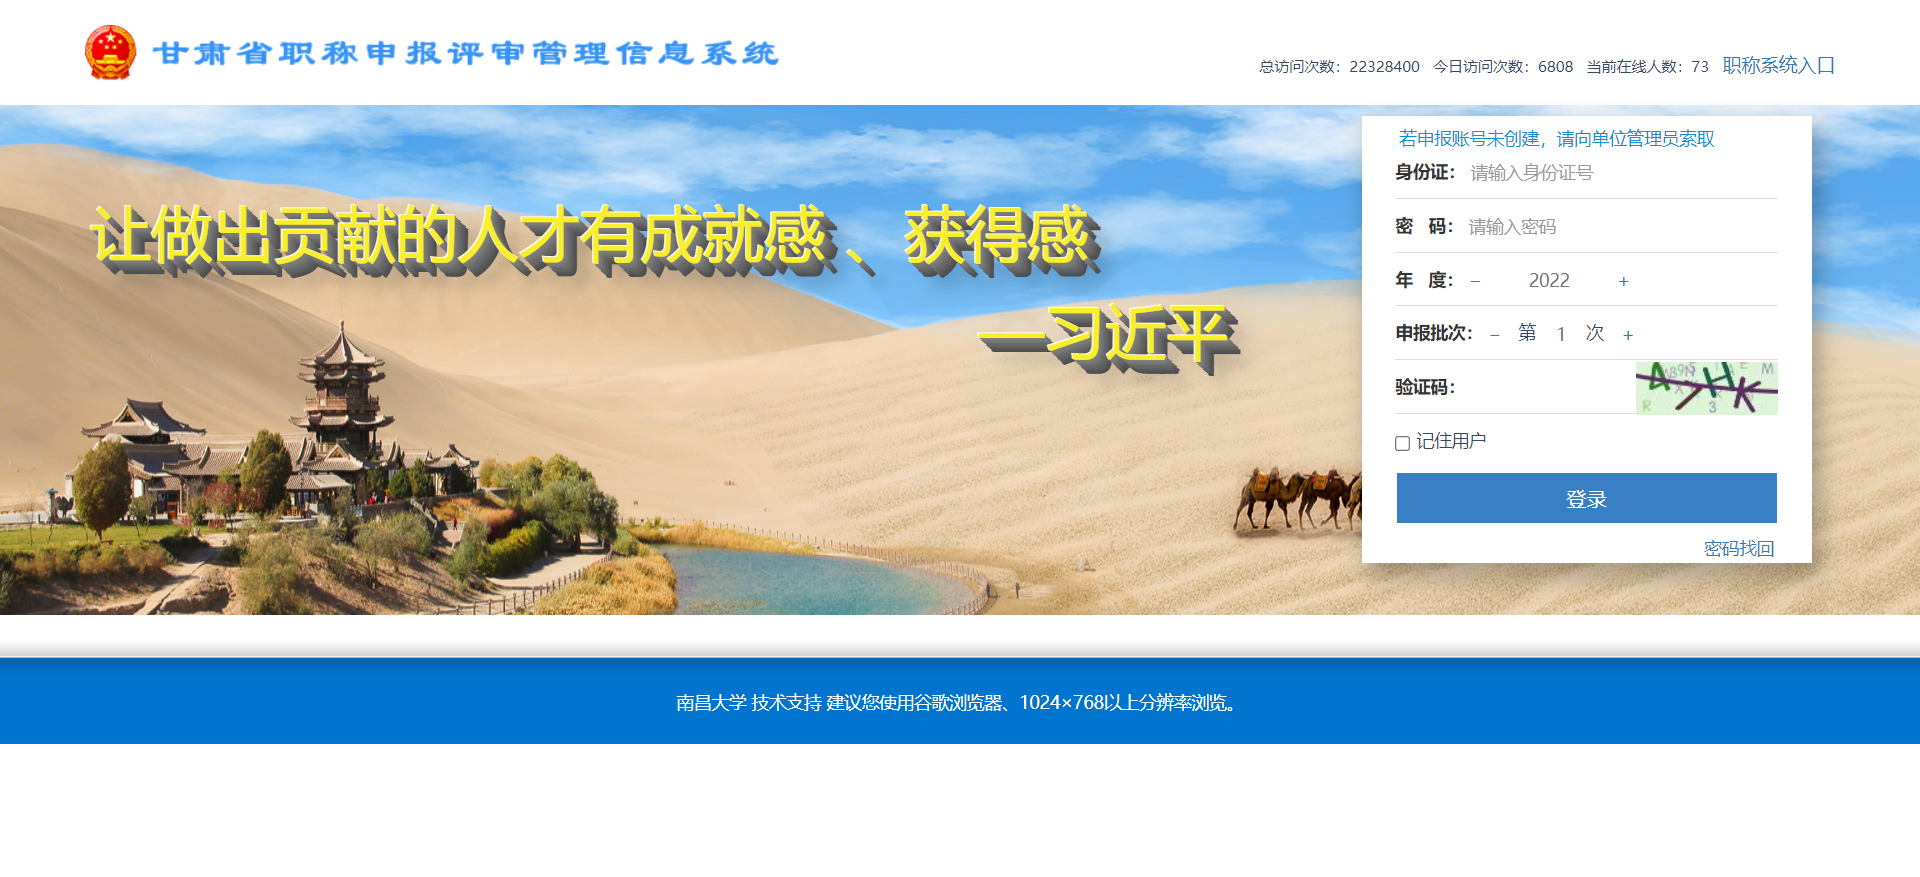 甘肃省职称申报评审管理信息系统
总访问次数：22328400 今日访问次数：6808 当前在线人数：73 职称系统入口
让做出贡献的人才有成就感、获得感
—习近平
若申报账号未创建，请向单位管理员索取
身份证： 请输入身份证号
密 码： 请输入密码
年 度： － 2022 +
申报批次： － 第 1 次 +
验证码：
记住用户
登录
密码找回
南昌大学 技术支持 建议您使用谷歌浏览器、1024×768以上分辨率浏览。